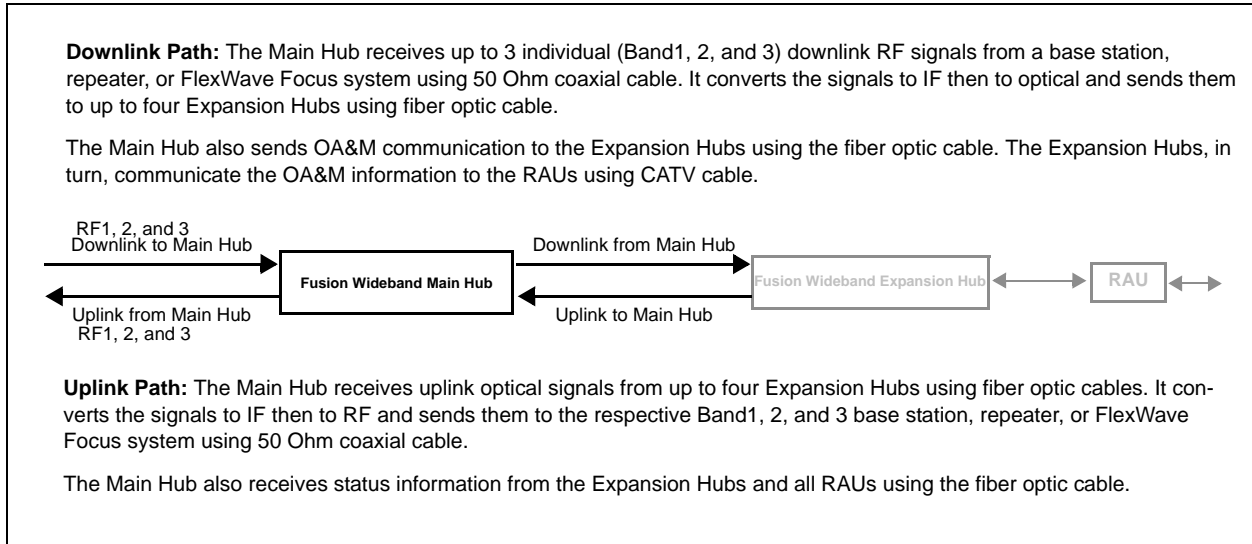 Downlink Path: The Main Hub receives up to 3 individual (Band1, 2, and 3) downlink RF signals from a base station,
repeater, or FlexWave Focus system using 50 Ohm coaxial cable. It converts the signals to IF then to optical and sends them
to up to four Expansion Hubs using fiber optic cable.
The Main Hub also sends OA&M communication to the Expansion Hubs using the fiber optic cable. The Expansion Hubs, in
turn, communicate the OA&M information to the RAUs using CATV cable.
RF1, 2, and 3
Downlink to Main Hub
Downlink from Main Hub
Fusion Wideband Main Hub
Fusion Wideband Expansion Hub
RAU
Uplink from Main Hub
Uplink to Main Hub
RF1, 2, and 3
Uplink Path: The Main Hub receives uplink optical signals from up to four Expansion Hubs using fiber optic cables. It con-
verts the signals to IF then to RF and sends them to the respective Band1, 2, and 3 base station, repeater, or FlexWave
Focus system using 50 Ohm coaxial cable.
The Main Hub also receives status information from the Expansion Hubs and all RAUs using the fiber optic cable.